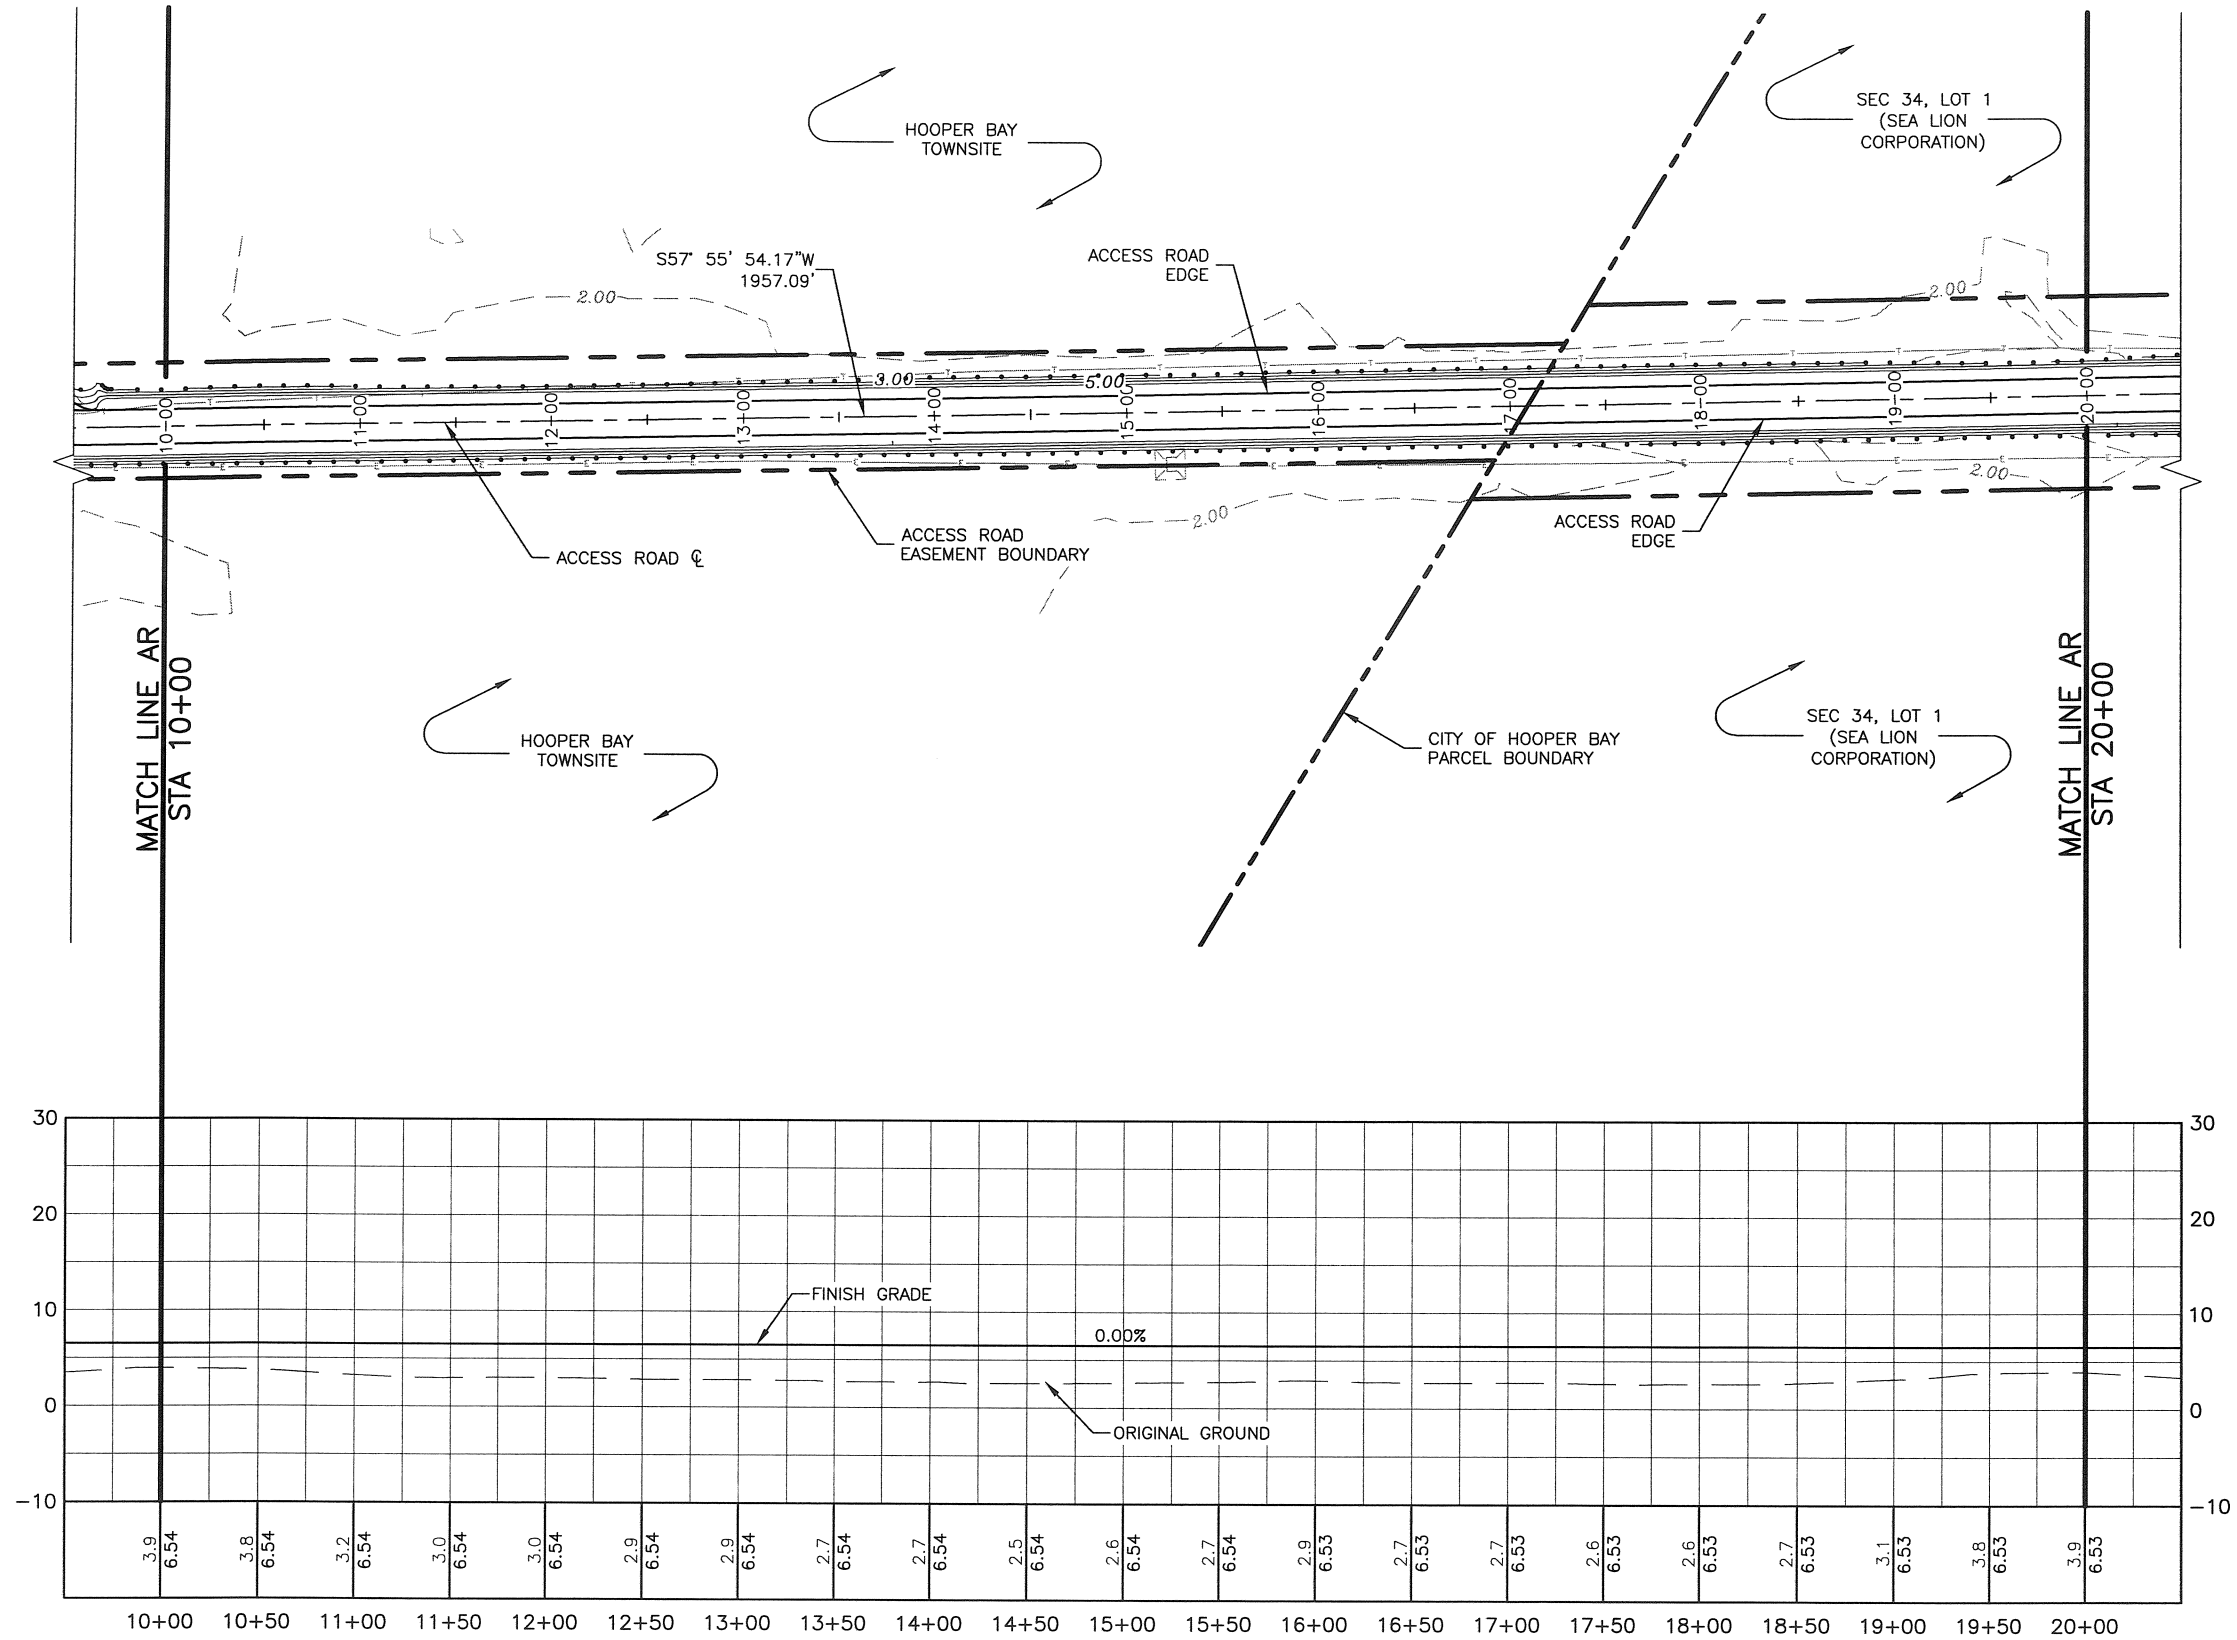 SEC 34, LOT 1
(SEA LION
CORPORATION)
HOOPER BAY
TOWNSITE
S57° 55' 54.17"W
1957.09'
ACCESS ROAD
EDGE
2.00
2.00
3.00
5.00
10+00
11+00
12+00
13+00
14+00
15+00
16+00
17+00
18+00
19+00
20+00
2.00
2.00
ACCESS ROAD ℄
ACCESS ROAD
EASEMENT BOUNDARY
ACCESS ROAD
EDGE
MATCH LINE AR
STA 10+00
HOOPER BAY
TOWNSITE
CITY OF HOOPER BAY
PARCEL BOUNDARY
SEC 34, LOT 1
(SEA LION
CORPORATION)
MATCH LINE AR
STA 20+00
30 30
20 20
10 10
FINISH GRADE
0.00%
0 0
ORIGINAL GROUND
-10 -10
3.9 3.8 3.2 3.0 3.0 2.9 2.9 2.7 2.7 2.5 2.6 2.7 2.9 2.7 2.7 2.6 2.6 2.7 3.1 3.8 3.9
6.54 6.54 6.54 6.54 6.54 6.54 6.54 6.54 6.54 6.54 6.54 6.54 6.53 6.53 6.53 6.53 6.53 6.53 6.53 6.53 6.53
10+00 10+50 11+00 11+50 12+00 12+50 13+00 13+50 14+00 14+50 15+00 15+50 16+00 16+50 17+00 17+50 18+00 18+50 19+00 19+50 20+00